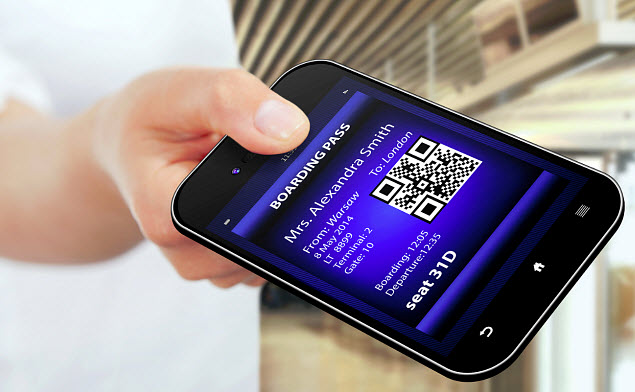 BOARDING PASS
Mrs. Alexandra Smith
From: Warsaw To: London
8 May 2014
LT 8899
Terminal: 2
Gate: 10
Boarding: 12:05
Departure:12:35
seat 31D